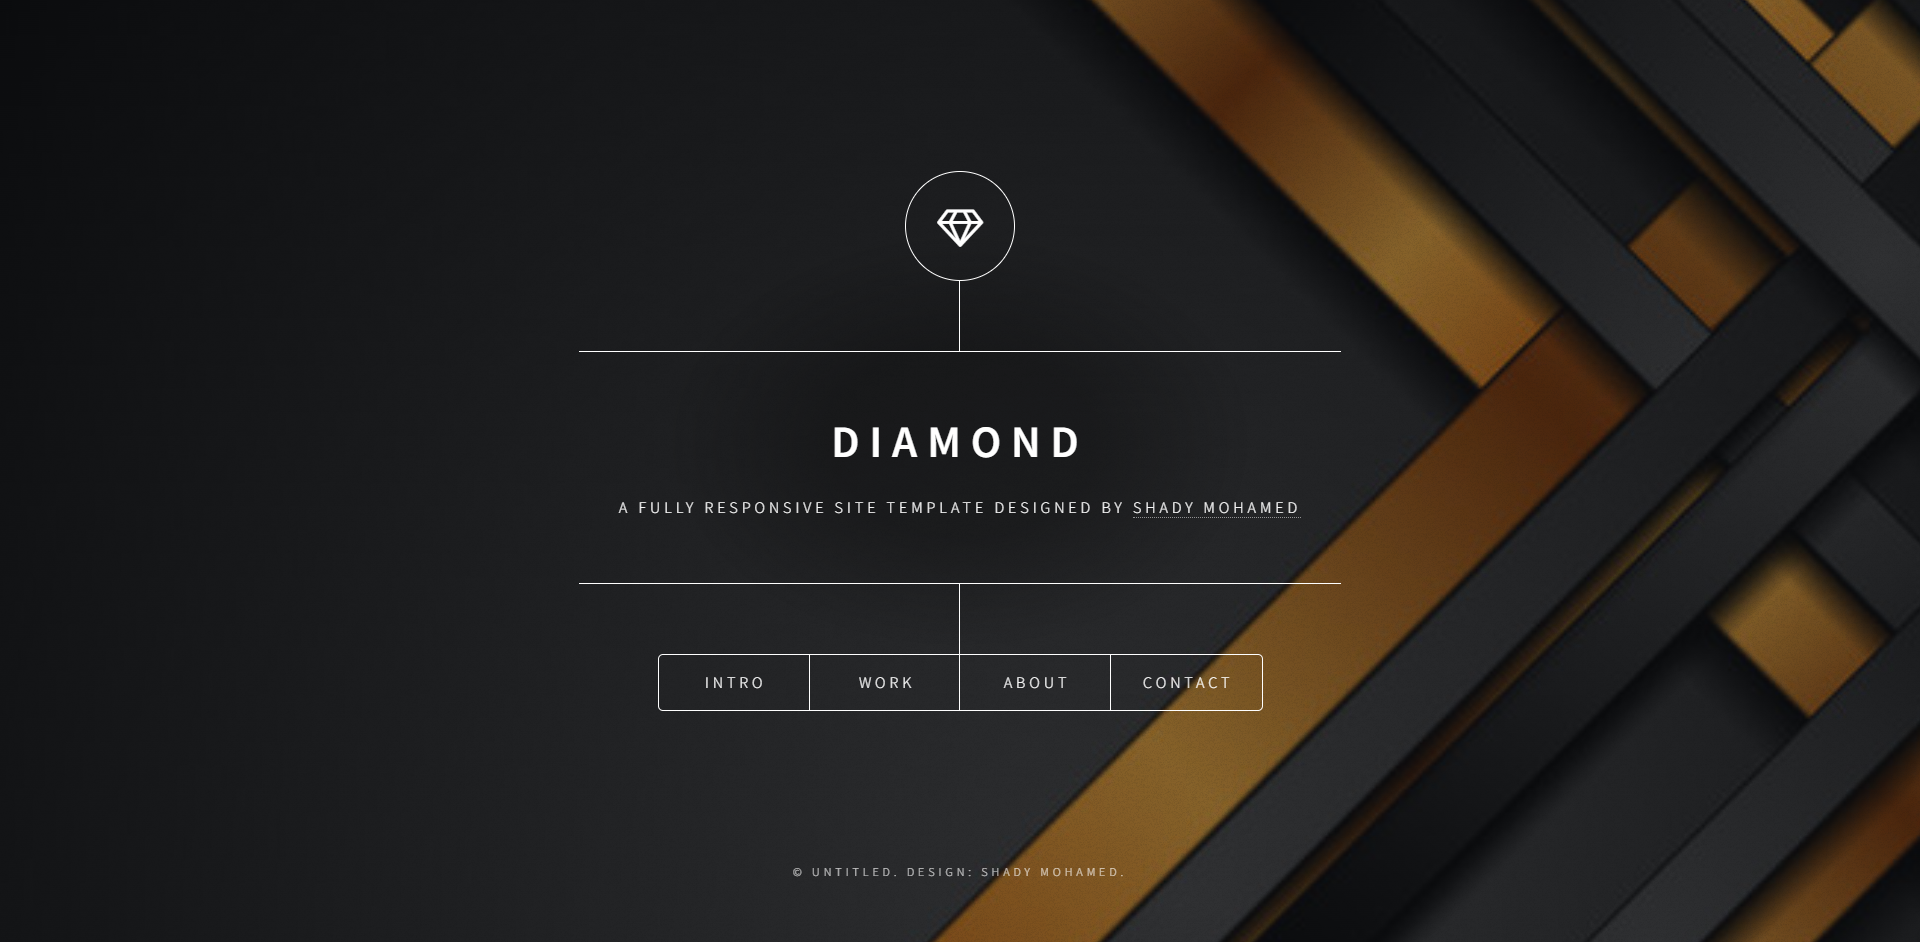 DIAMOND
A FULLY RESPONSIVE SITE TEMPLATE DESIGNED BY SHADY MOHAMED
INTRO
WORK
ABOUT
CONTACT
© UNTITLED. DESIGN: SHADY MOHAMED.